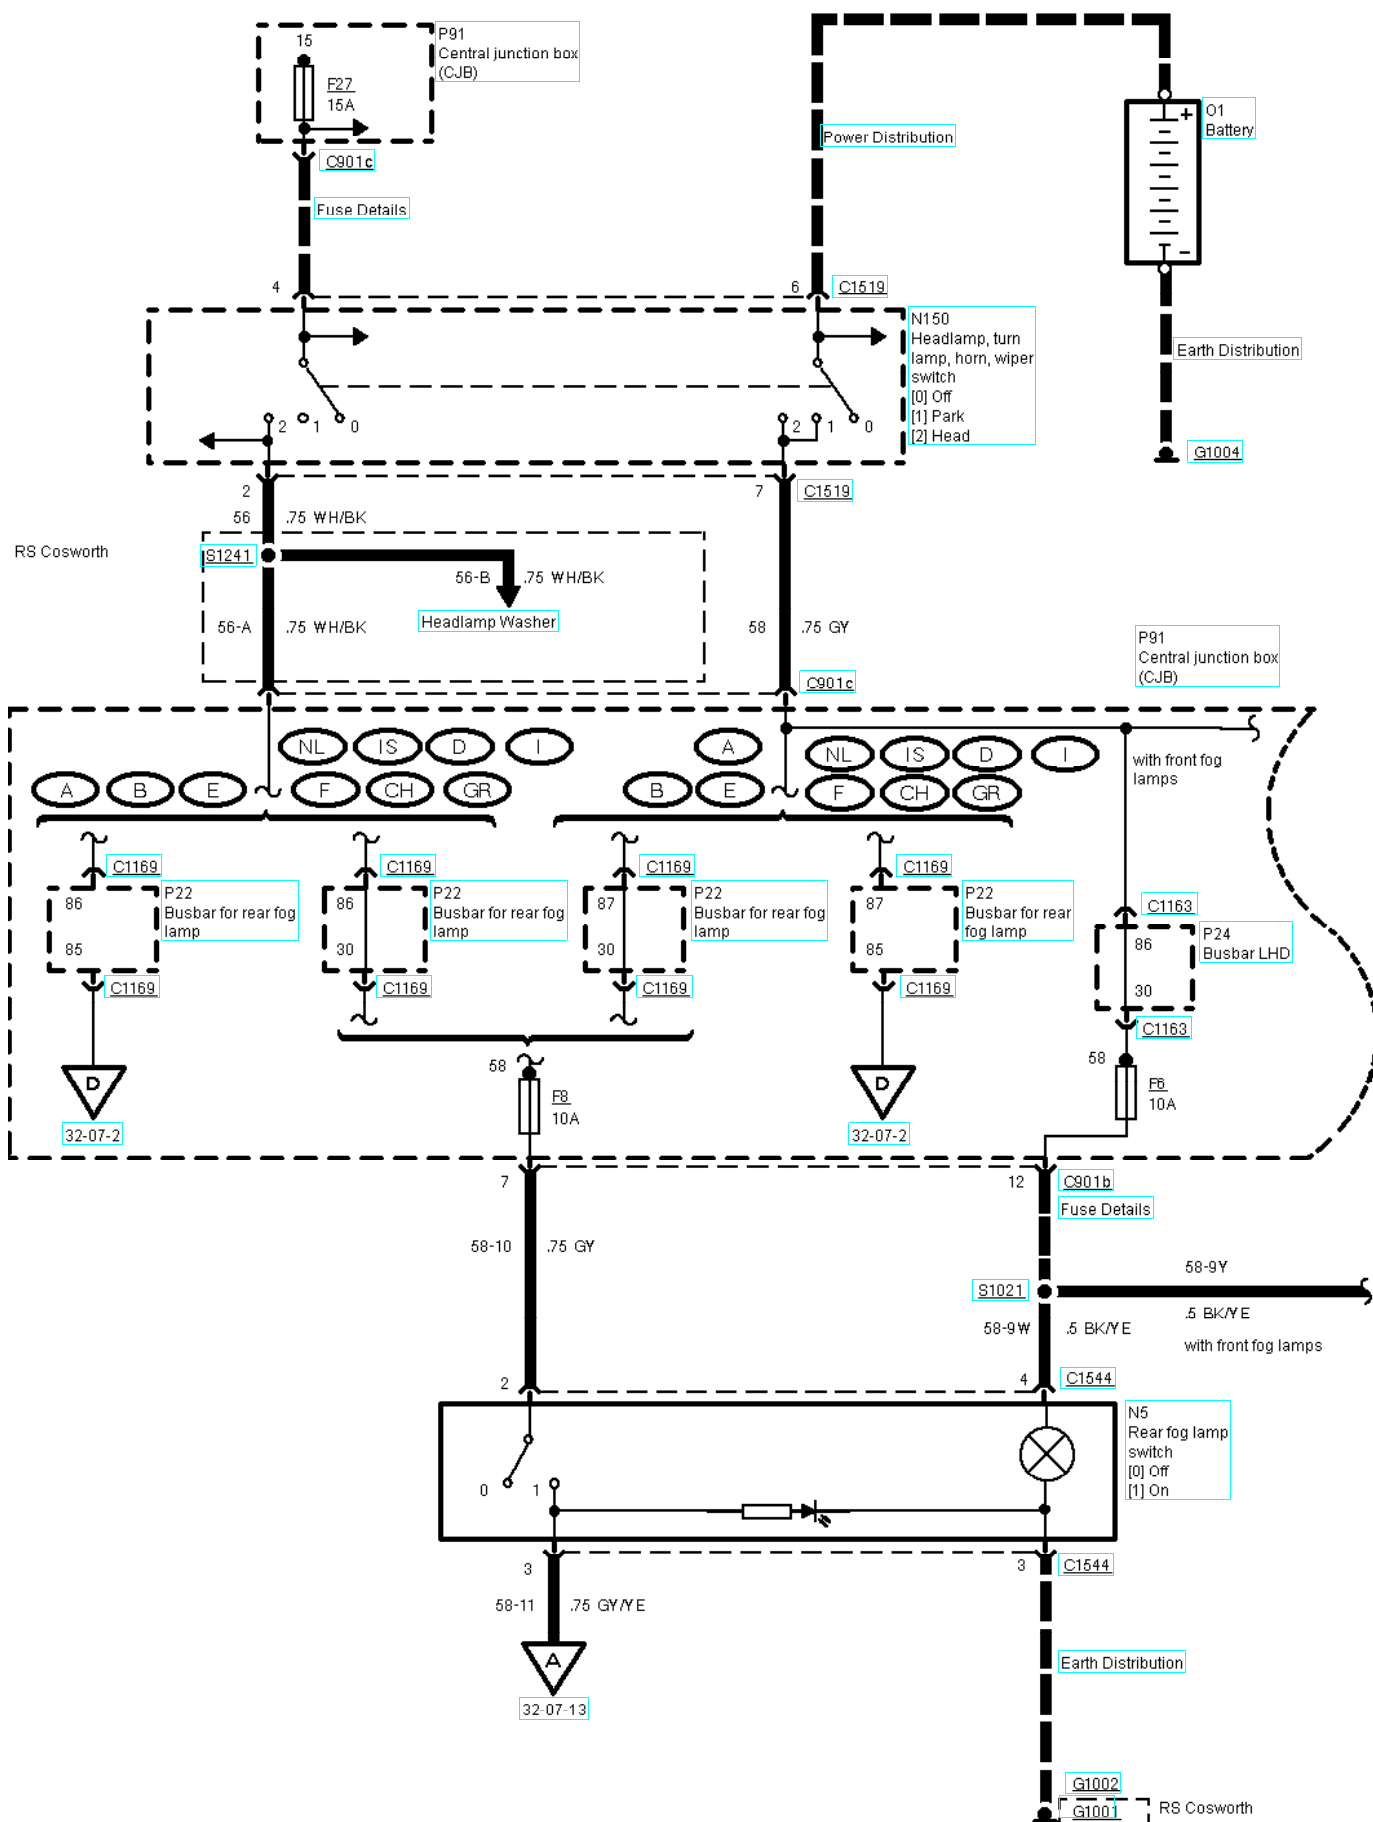 15
P91
Central junction box
(CJB)
F27
15A
C901c
Fuse Details
Power Distribution
+
O1
Battery
−
Earth Distribution
G1004
4
6
C1519
N150
Headlamp, turn
lamp, horn, wiper
switch
[0] Off
[1] Park
[2] Head
2
1
0
2
1
0
2
7
C1519
56
.75 WH/BK
RS Cosworth
S1241
56-B
.75 WH/BK
Headlamp Washer
56-A
.75 WH/BK
58
.75 GY
C901c
P91
Central junction box
(CJB)
NL
IS
D
I
A
B
E
F
CH
GR
A
B
E
NL
IS
D
I
F
CH
GR
with front fog
lamps
C1169
P22
Busbar for rear fog
lamp
86
85
C1169
C1169
P22
Busbar for rear fog
lamp
86
30
C1169
C1169
P22
Busbar for rear fog
lamp
87
30
C1169
C1169
P22
Busbar for rear
fog lamp
87
85
C1169
C1163
P24
Busbar LHD
86
30
C1163
D
32-07-2
58
F8
10A
D
32-07-2
58
F6
10A
7
12
C901b
Fuse Details
58-10
.75 GY
S1021
58-9Y
.5 BK/YE
with front fog lamps
58-9W
.5 BK/YE
2
4
C1544
N5
Rear fog lamp
switch
[0] Off
[1] On
0
1
3
3
C1544
58-11
.75 GY/YE
A
32-07-13
Earth Distribution
G1002
G1001
RS Cosworth